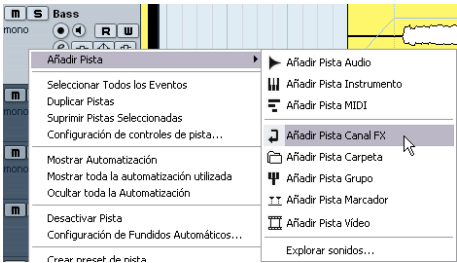 m S Bass
mono
R W
e
Añadir Pista
Seleccionar Todos los Eventos
Duplicar Pistas
Suprimir Pistas Seleccionadas
Configuración de controles de pista...
Mostrar Automatización
Mostrar toda la automatización utilizada
Ocultar toda la Automatización
Desactivar Pista
Configuración de Fundidos Automáticos...
Crear preset de pista
Añadir Pista Audio
Añadir Pista Instrumento
Añadir Pista MIDI
Añadir Pista Canal FX
Añadir Pista Carpeta
Añadir Pista Grupo
Añadir Pista Marcador
Añadir Pista Vídeo
Explorar sonidos...
m
mono
m
mono
m